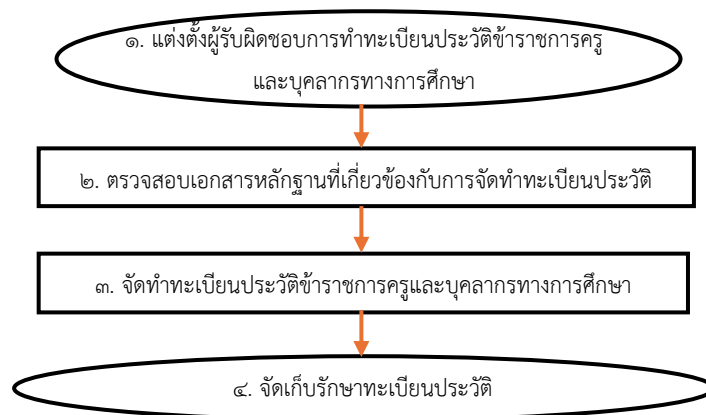 ๑. แต่งตั้งผู้รับผิดชอบการทำทะเบียนประวัติข้าราชการครู
และบุคลากรทางการศึกษา
๒. ตรวจสอบเอกสารหลักฐานที่เกี่ยวข้องกับการจัดทำทะเบียนประวัติ
๓. จัดทำทะเบียนประวัติข้าราชการครูและบุคลากรทางการศึกษา
๔. จัดเก็บรักษาทะเบียนประวัติ